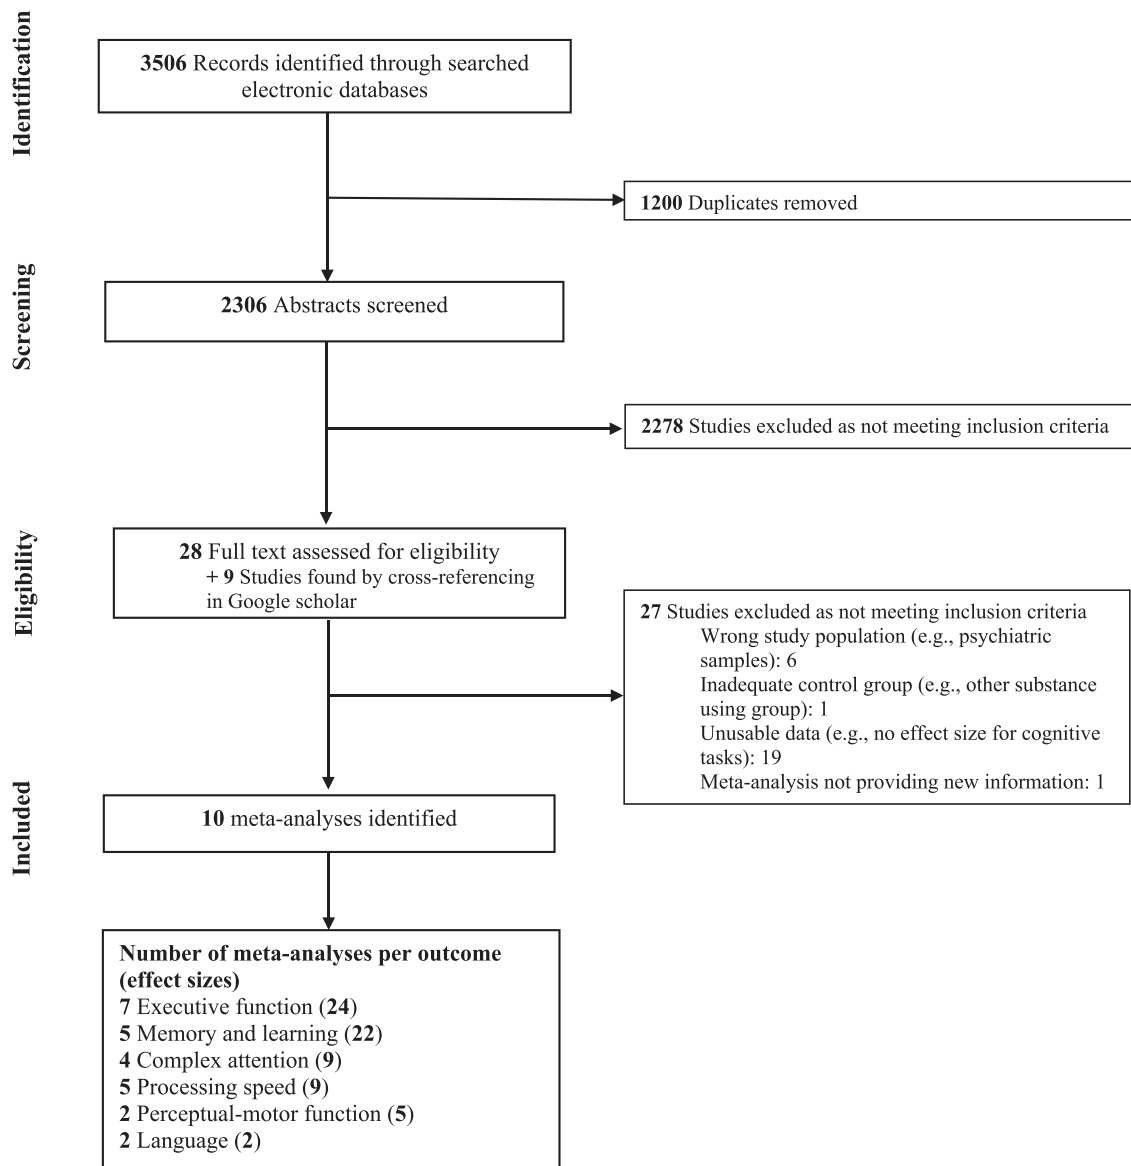 Identification
3506 Records identified through searched
electronic databases
1200 Duplicates removed
Screening
2306 Abstracts screened
2278 Studies excluded as not meeting inclusion criteria
Eligibility
28 Full text assessed for eligibility
+ 9 Studies found by cross-referencing
in Google scholar
27 Studies excluded as not meeting inclusion criteria
Wrong study population (e.g., psychiatric
samples): 6
Inadequate control group (e.g., other substance
using group): 1
Unusable data (e.g., no effect size for cognitive
tasks): 19
Meta-analysis not providing new information: 1
Included
10 meta-analyses identified
Number of meta-analyses per outcome
(effect sizes)
7 Executive function (24)
5 Memory and learning (22)
4 Complex attention (9)
5 Processing speed (9)
2 Perceptual-motor function (5)
2 Language (2)